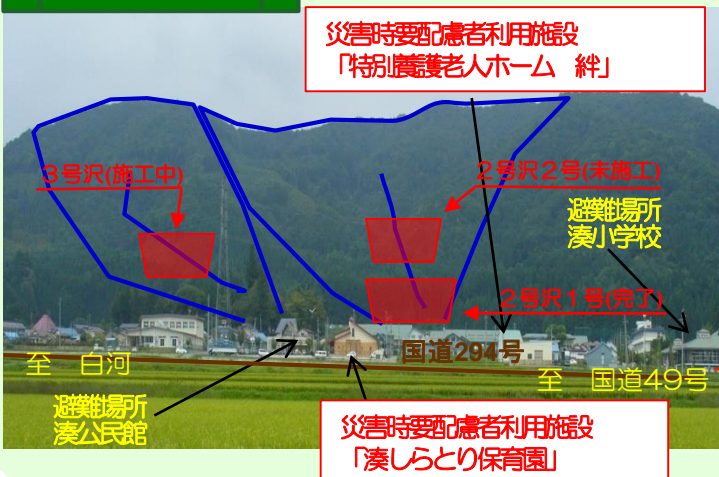 災害時要配慮者利用施設
「特別養護老人ホーム　絆」
3号沢(施工中)
2号沢2号(未施工)
避難場所
湊小学校
2号沢1号(完了)
国道294号
至　白河
至　国道49号
避難場所
湊公民館
災害時要配慮者利用施設
「湊しらとり保育園」